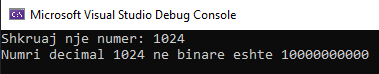 Microsoft Visual Studio Debug Console
Shkruaj nje numer: 1024
Numri decimal 1024 ne binare eshte 10000000000